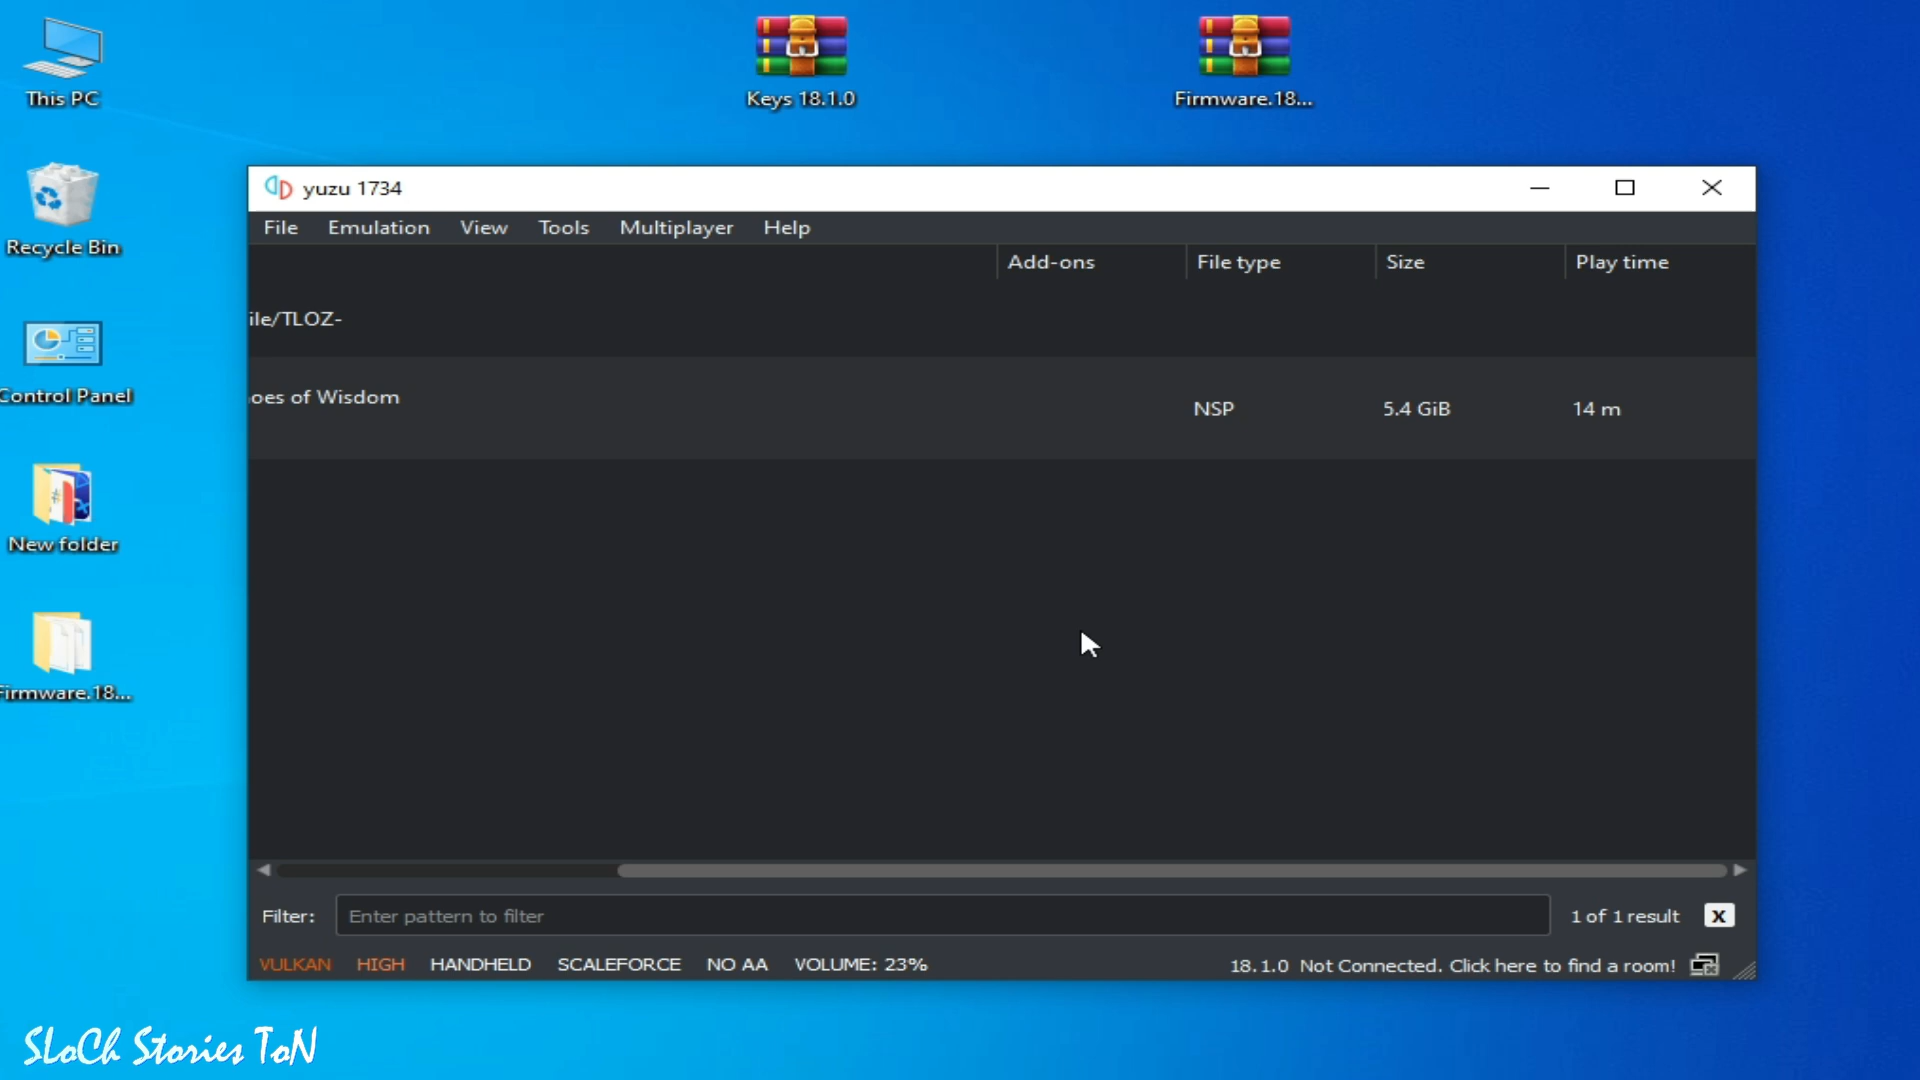 This PC
Keys 18.1.0
Firmware.18...
Recycle Bin
Control Panel
New folder
Firmware.18...
yuzu 1734
File Emulation View Tools Multiplayer Help
Add-ons File type Size Play time
ile/TLOZ-
oes of Wisdom NSP 5.4 GiB 14 m
Filter: Enter pattern to filter 1 of 1 result X
VULKAN HIGH HANDHELD SCALEFORCE NO AA VOLUME: 23% 18.1.0 Not Connected. Click here to find a room!
SLoCh Stories ToN